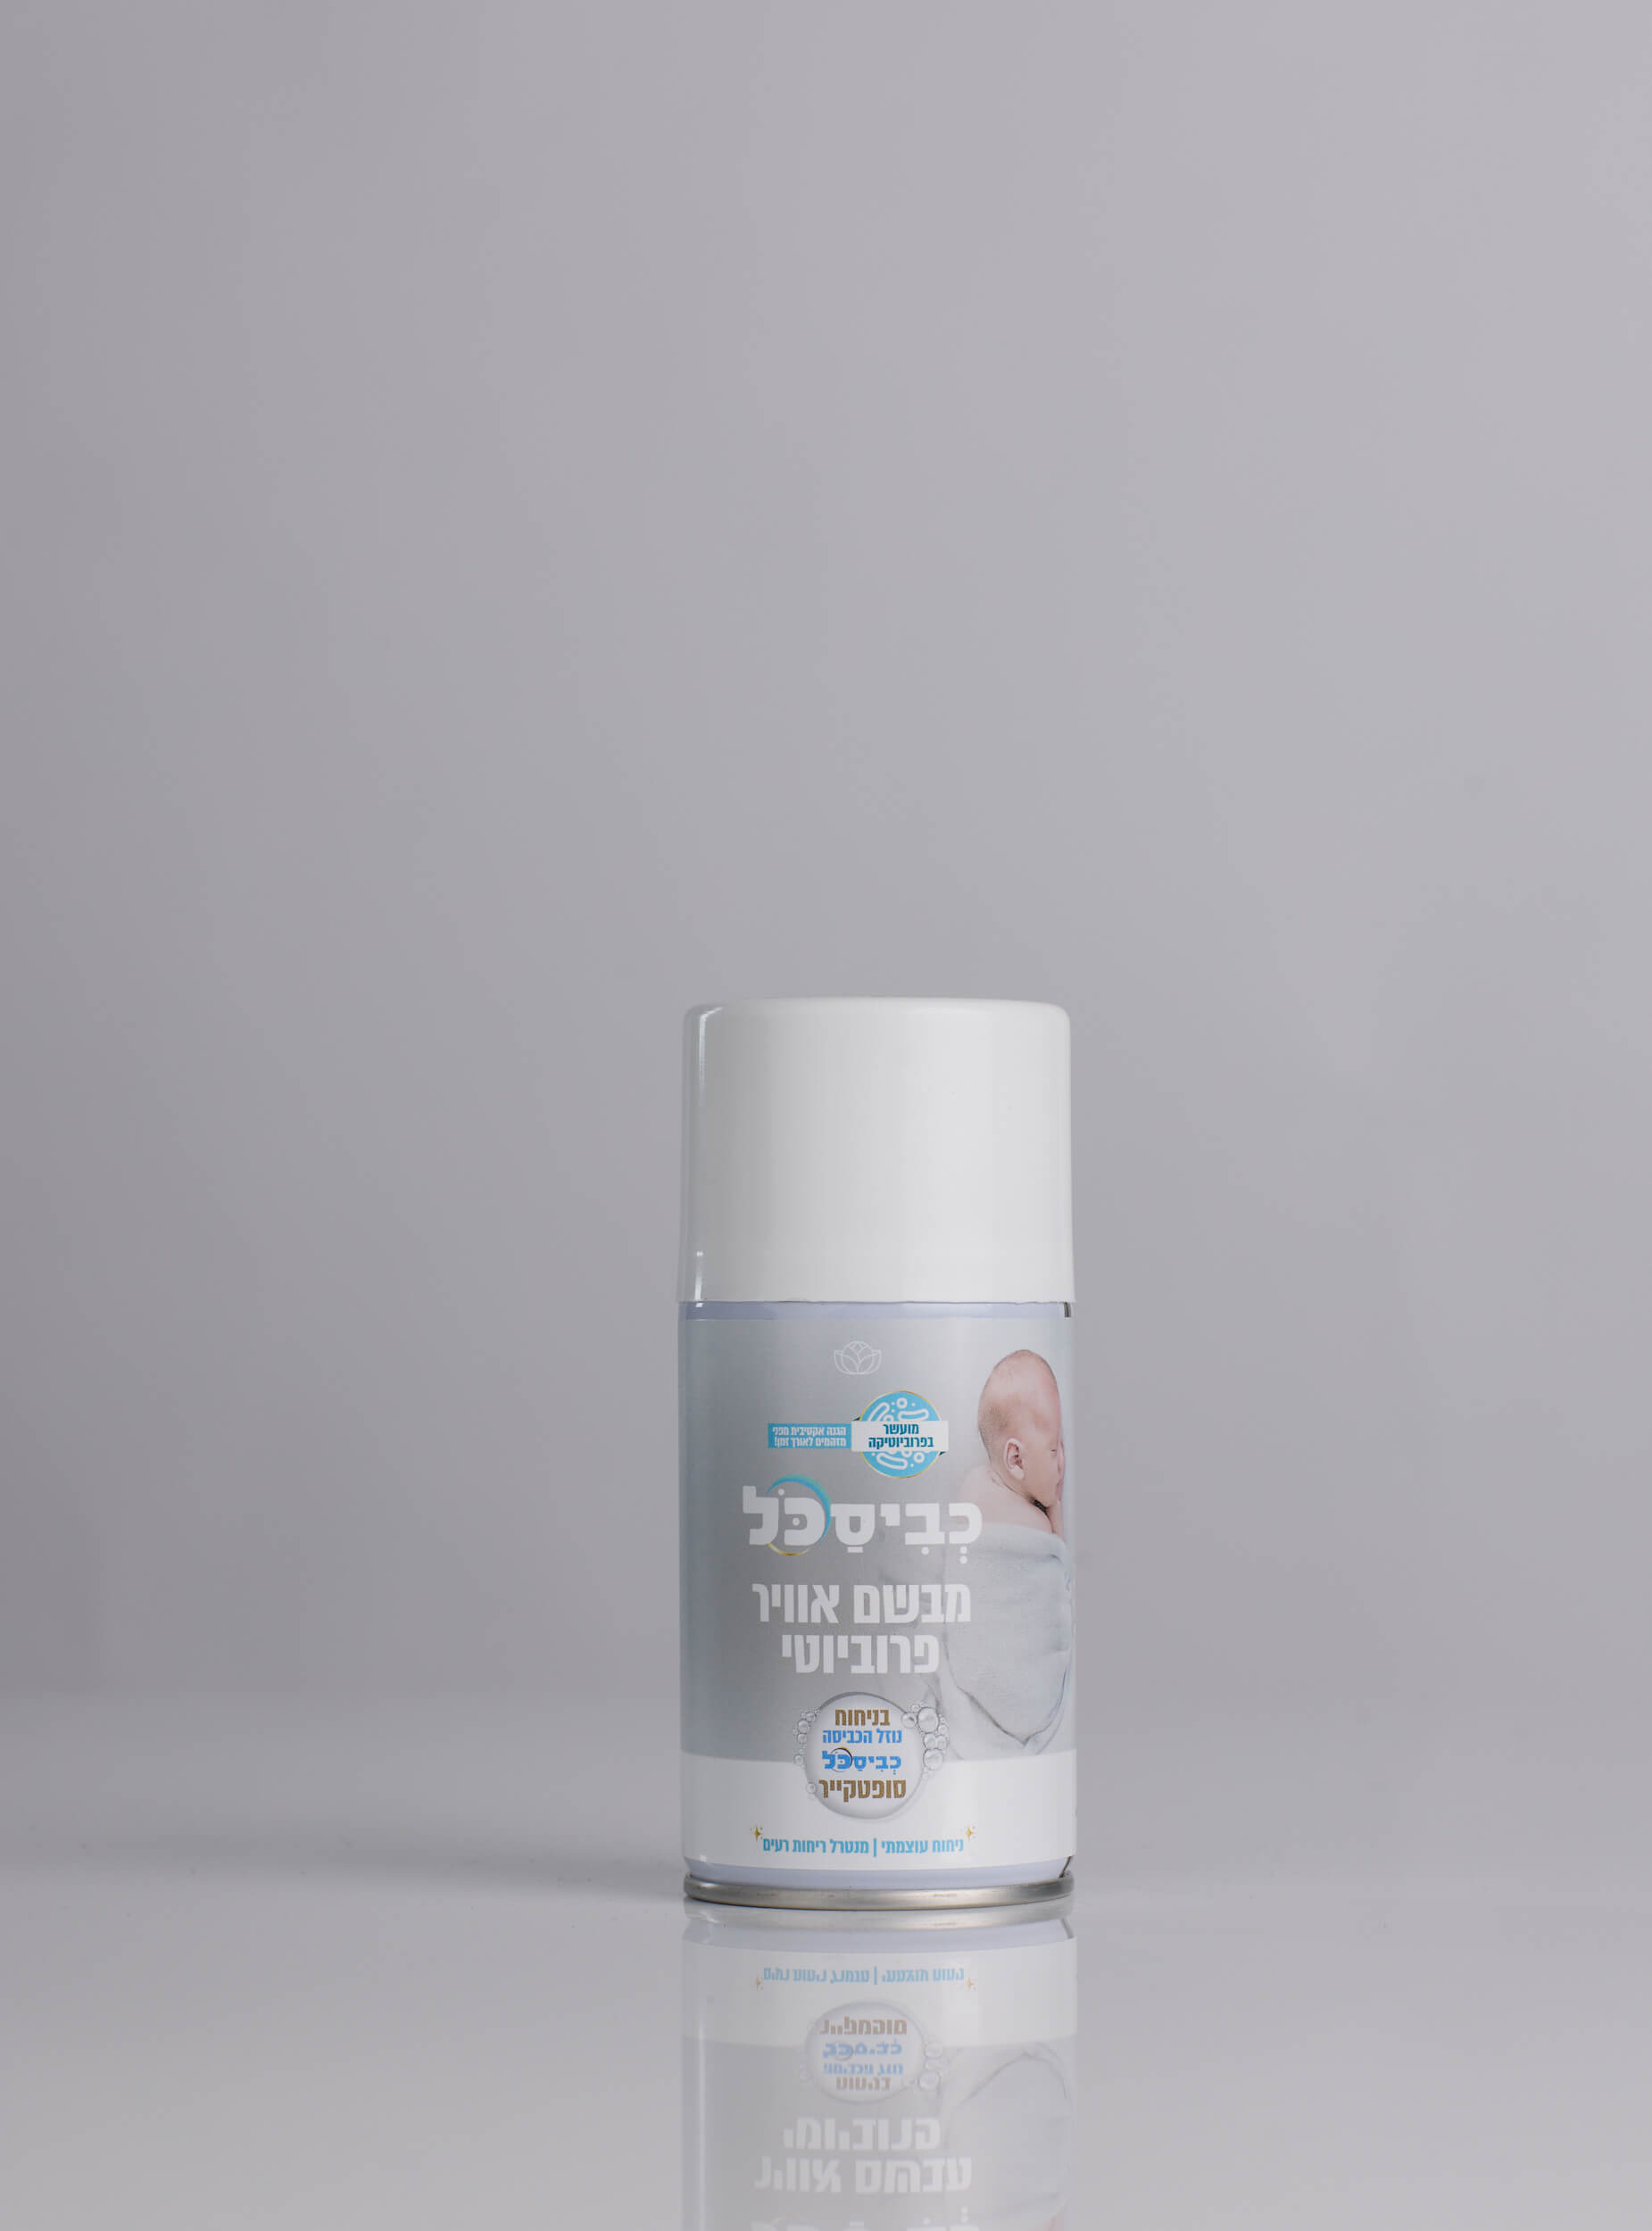 מועשר
בפרוביוטיקה
הגנה אקטיבית מפני
מזהמים לאורך זמן!
כְּבִיסַכֹּל
מבשם אוויר
פרוביוטי
בניחוח
נוזל הכביסה
כְּבִיסַכֹּל
סופטקייר
ניחוח עוצמתי | מנטרל ריחות רעים